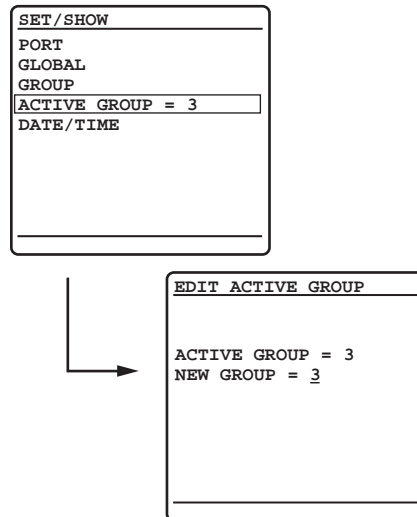 SET/SHOW
PORT
GLOBAL
GROUP
ACTIVE GROUP = 3
DATE/TIME
EDIT ACTIVE GROUP
ACTIVE GROUP = 3
NEW GROUP = 3